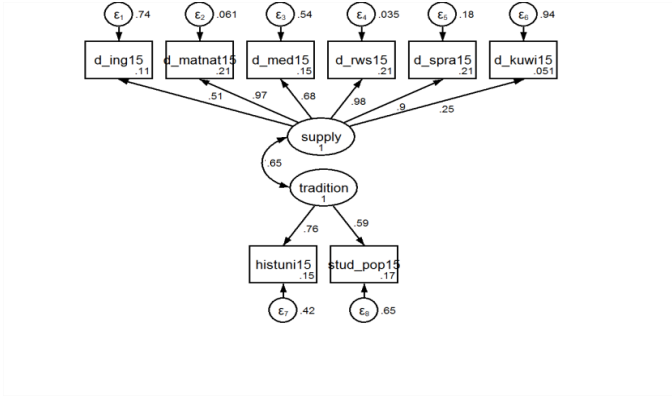 ε₁ .74 ε₂ .061 ε₃ .54 ε₄ .035 ε₅ .18 ε₆ .94
d_ing15 d_matnat15 d_med15 d_rws15 d_spra15 d_kuwi15
.11 .21 .15 .21 .21 .051
.51 .97 .68 .98 .9 .25
supply
1
.65
tradition
1
.76 .59
histuni15 stud_pop15
.15 .17
ε₇ .42 ε₈ .65